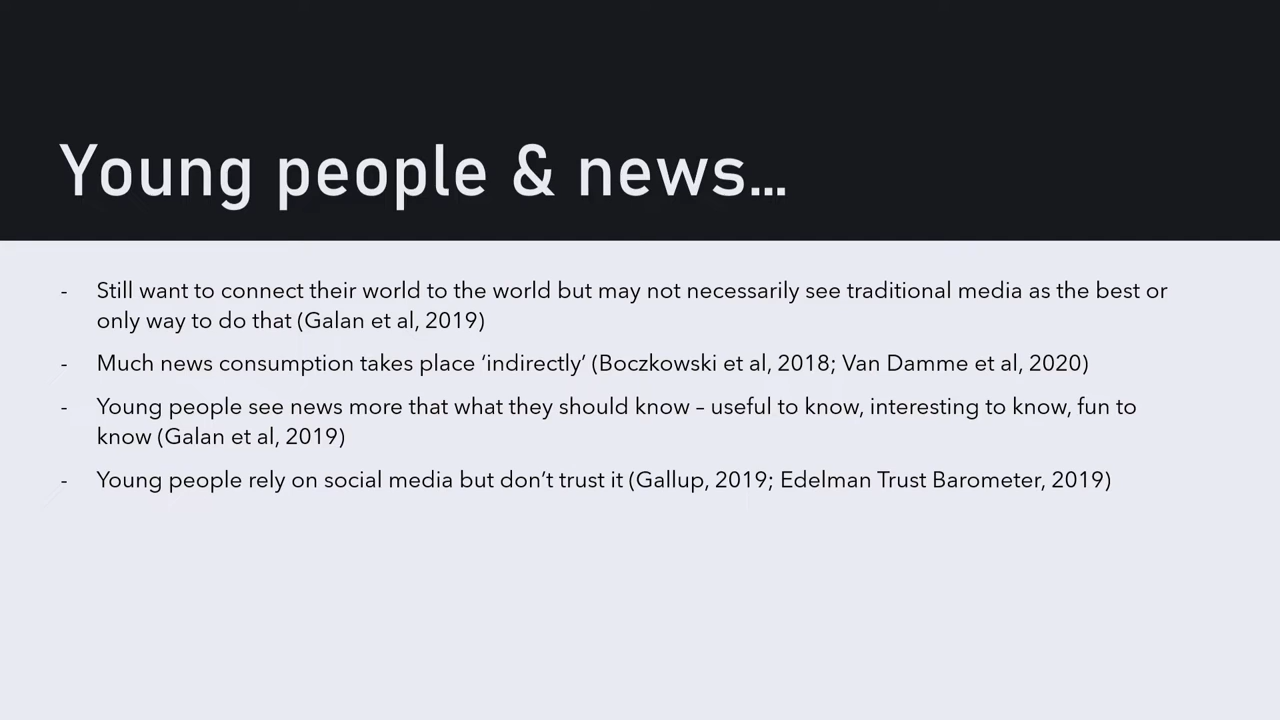 Young people & news...
- Still want to connect their world to the world but may not necessarily see traditional media as the best or
only way to do that (Galan et al, 2019)
- Much news consumption takes place ‘indirectly’ (Boczkowski et al, 2018; Van Damme et al, 2020)
- Young people see news more that what they should know – useful to know, interesting to know, fun to
know (Galan et al, 2019)
- Young people rely on social media but don’t trust it (Gallup, 2019; Edelman Trust Barometer, 2019)